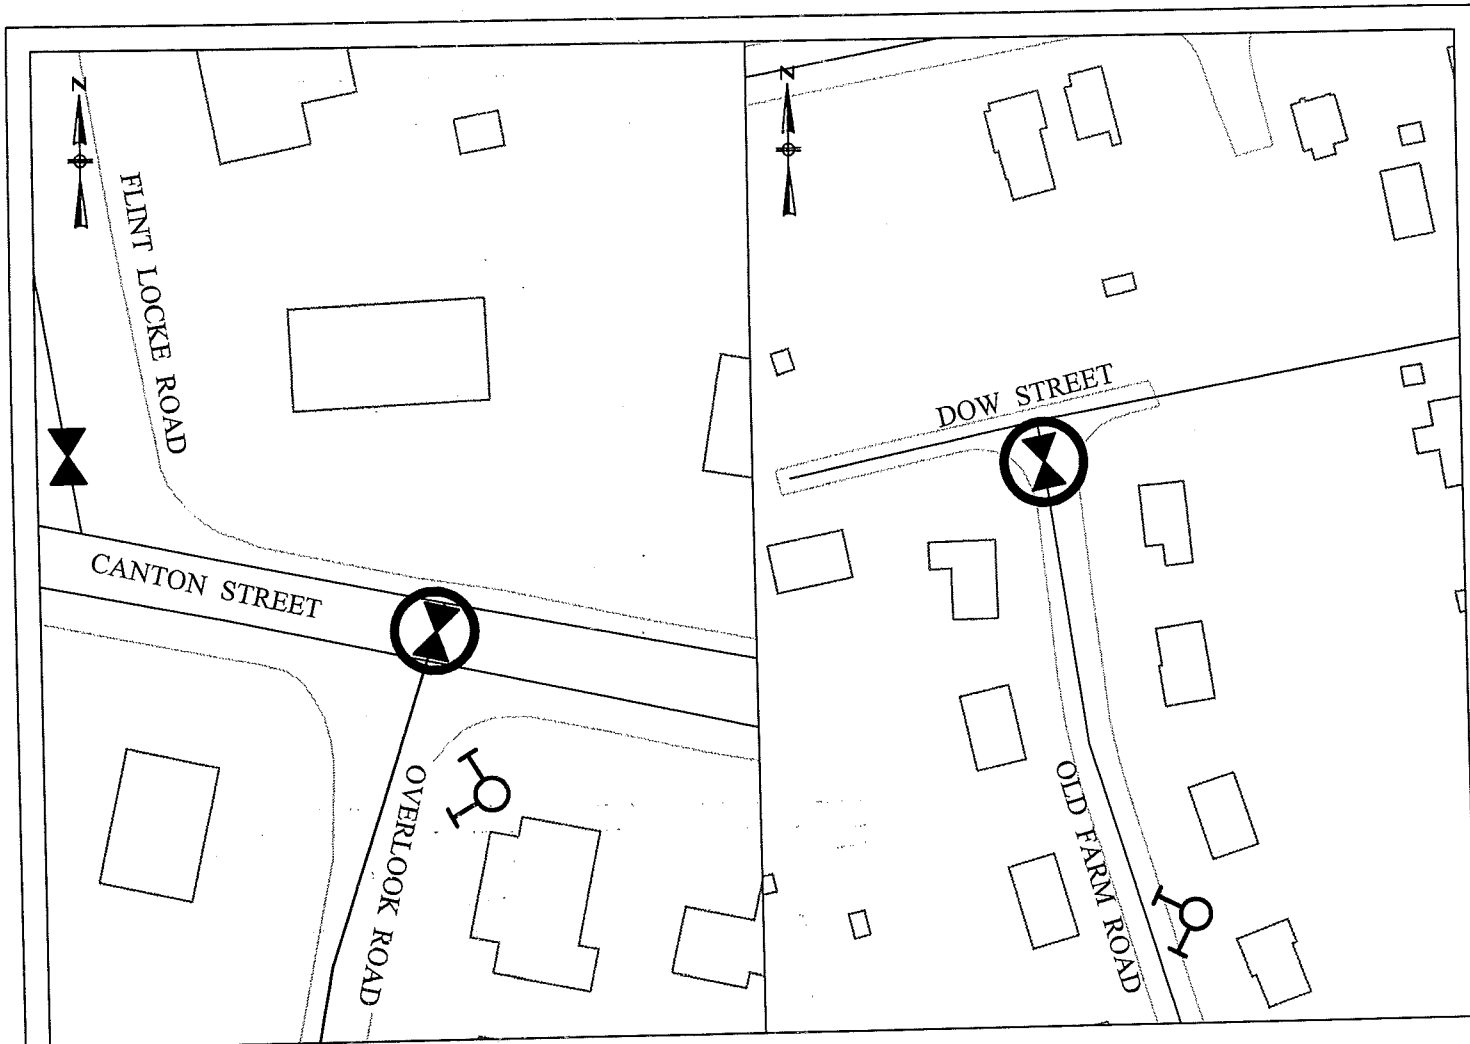 Z
FLINT LOCKE ROAD
CANTON STREET
OVERLOOK ROAD
Z
DOW STREET
OLD FARM ROAD